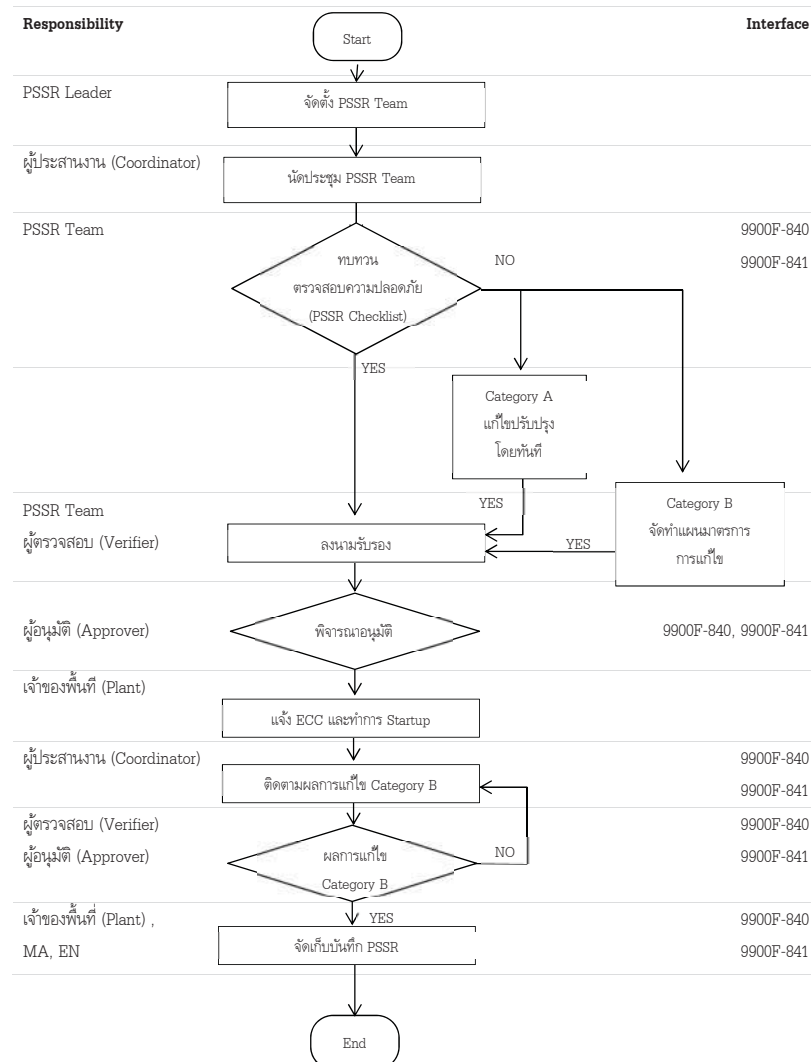 Responsibility
Interface
Start
PSSR Leader
จัดตั้ง PSSR Team
ผู้ประสานงาน (Coordinator)
นัดประชุม PSSR Team
PSSR Team
9900F-840
9900F-841
ทบทวน
ตรวจสอบความปลอดภัย
(PSSR Checklist)
NO
YES
Category A
แก้ไขปรับปรุง
โดยทันที
YES
Category B
จัดทำแผนมาตรการ
การแก้ไข
PSSR Team
ผู้ตรวจสอบ (Verifier)
ลงนามรับรอง
YES
ผู้อนุมัติ (Approver)
พิจารณาอนุมัติ
9900F-840, 9900F-841
เจ้าของพื้นที่ (Plant)
แจ้ง ECC และทำการ Startup
ผู้ประสานงาน (Coordinator)
9900F-840
ติดตามผลการแก้ไข Category B
9900F-841
ผู้ตรวจสอบ (Verifier)
9900F-840
ผู้อนุมัติ (Approver)
ผลการแก้ไข
Category B
NO
9900F-841
เจ้าของพื้นที่ (Plant) ,
YES
9900F-840
MA, EN
จัดเก็บบันทึก PSSR
9900F-841
End